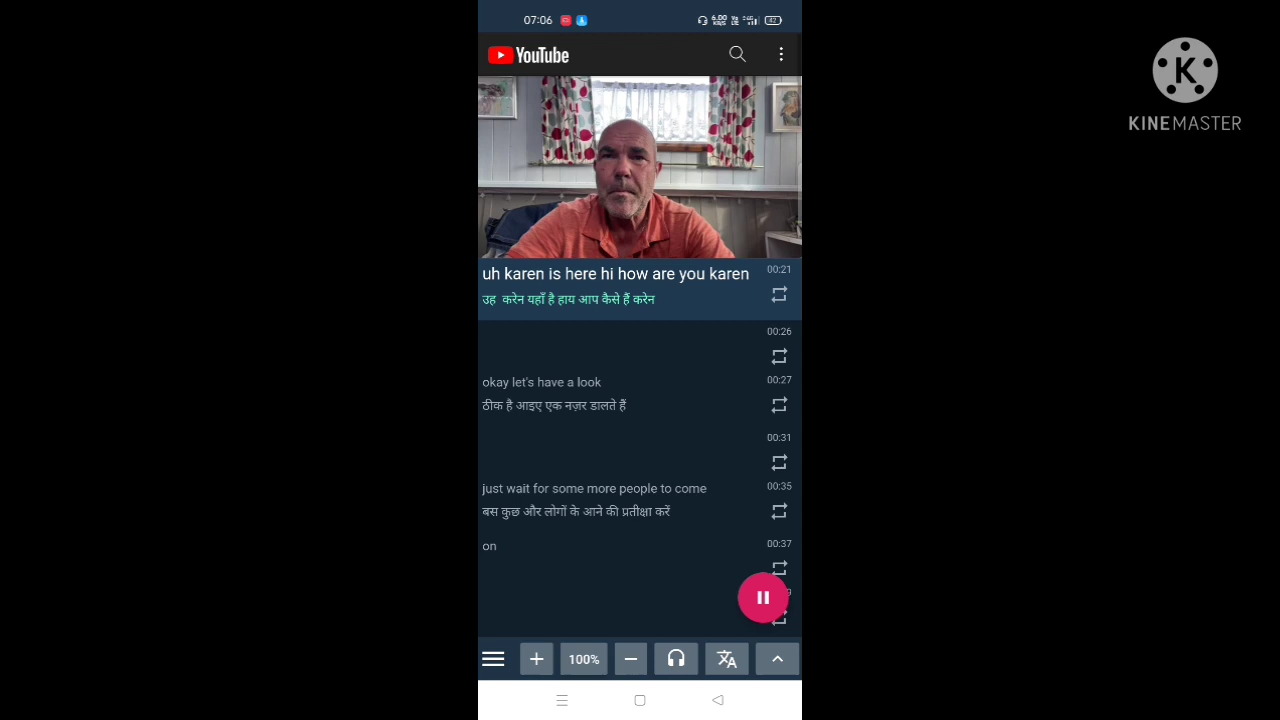 07:06
YouTube
uh karen is here hi how are you karen
00:21
उह करेन यहाँ है हाय आप कैसे हैं करेन
00:26
okay let's have a look
00:27
ठीक है आइए एक नज़र डालते हैं
00:31
just wait for some more people to come
00:35
बस कुछ और लोगों के आने की प्रतीक्षा करें
on
00:37
100%
K
KINEMASTER